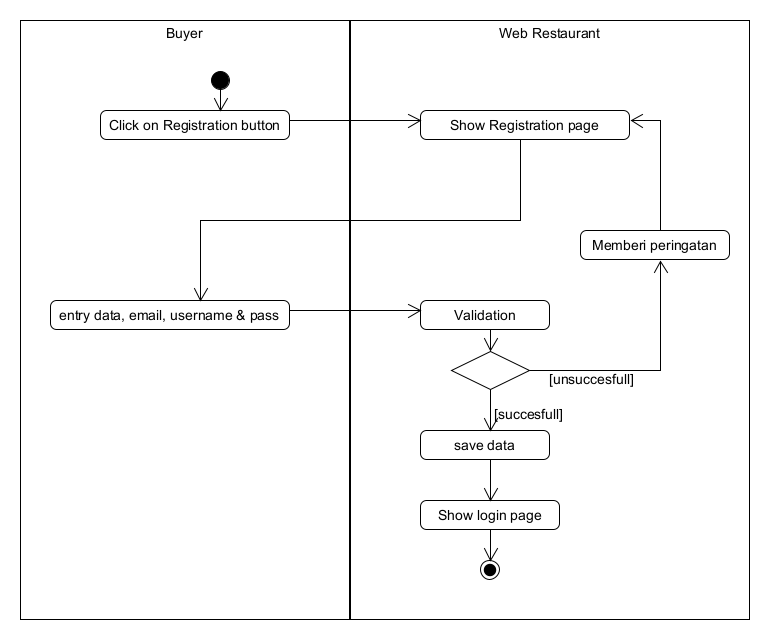 Buyer
Web Restaurant
Click on Registration button
Show Registration page
Memberi peringatan
entry data, email, username & pass
Validation
[unsuccesfull]
[succesfull]
save data
Show login page